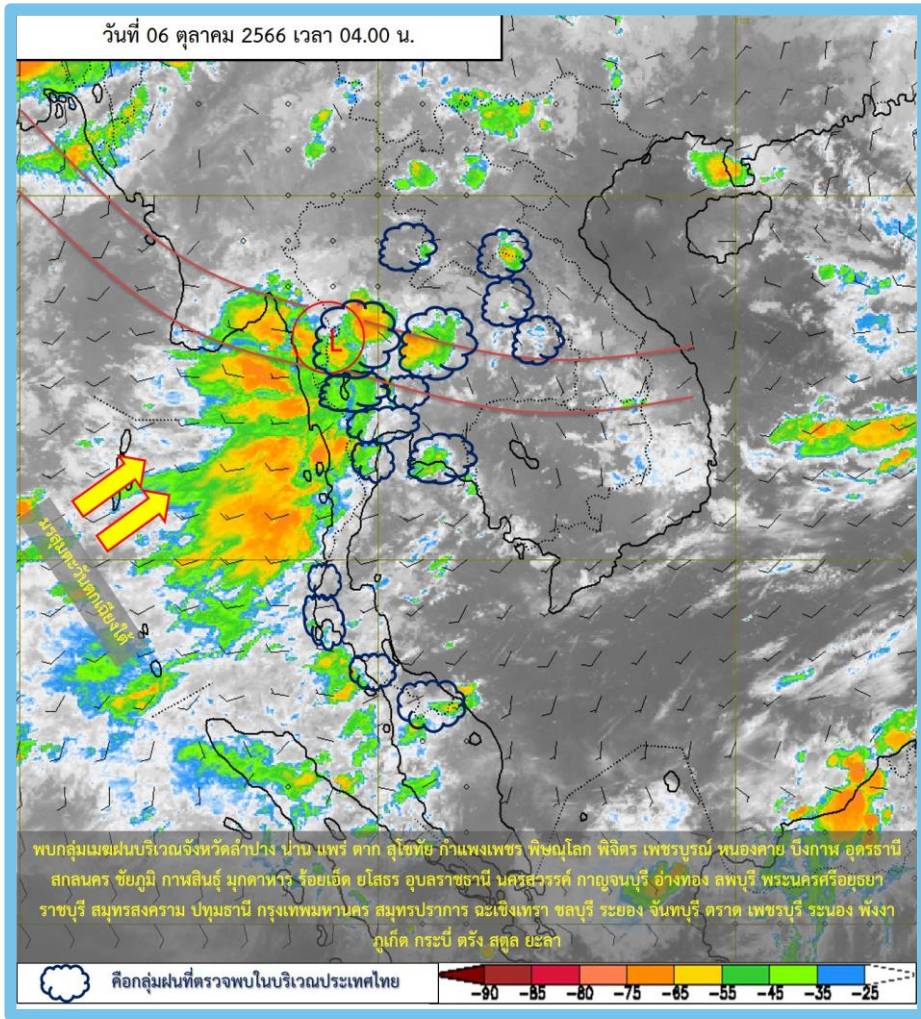 วันที่ 06 ตุลาคม 2566 เวลา 04.00 น.
L
มรสุมตะวันตกเฉียงใต้
พบกลุ่มเมฆฝนบริเวณจังหวัดลำปาง น่าน แพร่ ตาก สุโขทัย กำแพงเพชร พิษณุโลก พิจิตร เพชรบูรณ์ หนองคาย บึงกาฬ อุดรธานี
สกลนคร ชัยภูมิ กาฬสินธุ์ มุกดาหาร ร้อยเอ็ด ยโสธร อุบลราชธานี นครสวรรค์ กาญจนบุรี อ่างทอง ลพบุรี พระนครศรีอยุธยา
ราชบุรี สมุทรสงคราม ปทุมธานี กรุงเทพมหานคร สมุทรปราการ ฉะเชิงเทรา ชลบุรี ระยอง จันทบุรี ตราด เพชรบุรี ระนอง พังงา
ภูเก็ต กระบี่ ตรัง สตูล ยะลา
คือกลุ่มฝนที่ตรวจพบในบริเวณประเทศไทย
-90 -85 -80 -75 -65 -55 -45 -35 -25